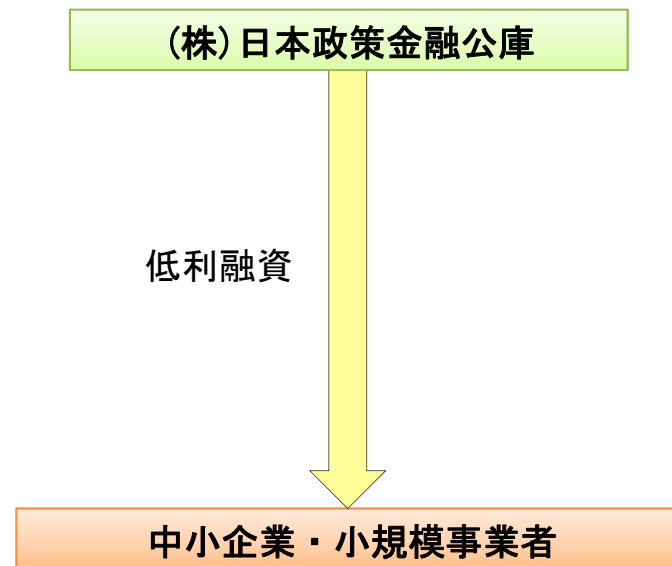 (株)日本政策金融公庫
低利融資
中小企業・小規模事業者